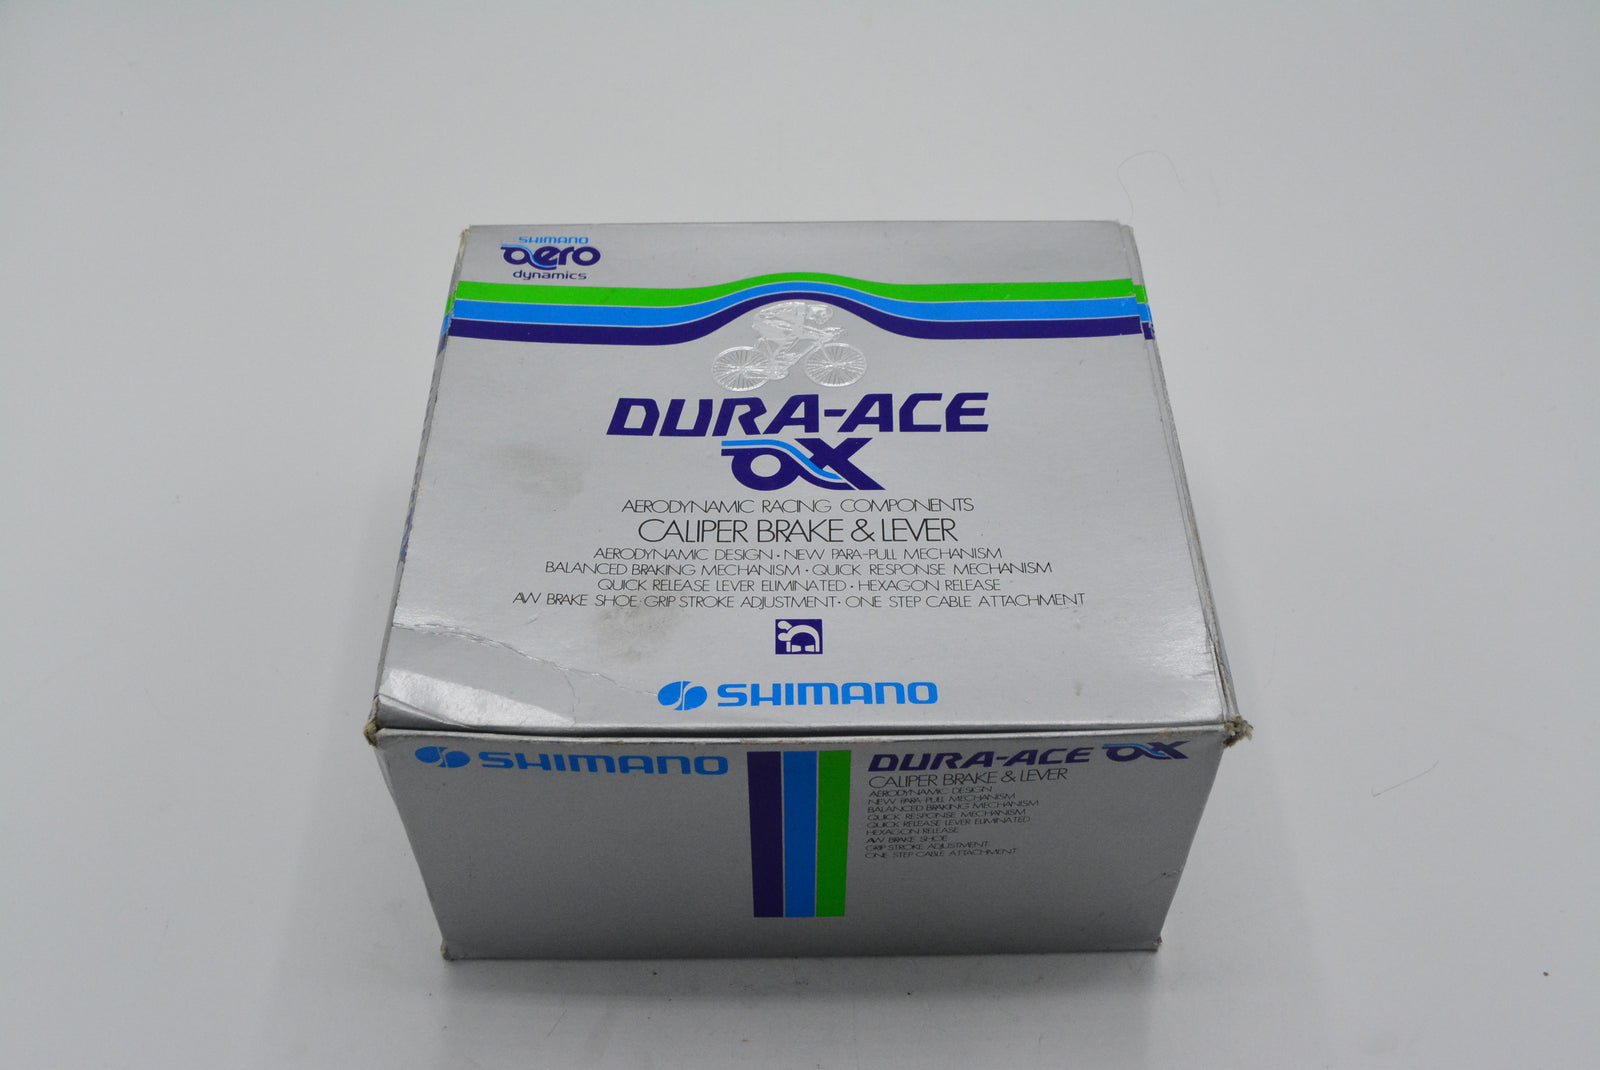 SHIMANO
aero
dynamics
DURA-ACE
AX
AERODYNAMIC RACING COMPONENTS
CALIPER BRAKE & LEVER
AERODYNAMIC DESIGN · NEW PARA-PULL MECHANISM
BALANCED BRAKING MECHANISM · QUICK RESPONSE MECHANISM
QUICK RELEASE LEVER ELIMINATED · HEXAGON RELEASE
AW BRAKE SHOE · GRIP STROKE ADJUSTMENT · ONE STEP CABLE ATTACHMENT
SHIMANO
SHIMANO
DURA-ACE AX
CALIPER BRAKE & LEVER
AERODYNAMIC DESIGN
NEW PARA-PULL MECHANISM
BALANCED BRAKING MECHANISM
QUICK RESPONSE MECHANISM
QUICK RELEASE LEVER ELIMINATED
HEXAGON RELEASE
AW BRAKE SHOE
GRIP STROKE ADJUSTMENT
ONE STEP CABLE ATTACHMENT